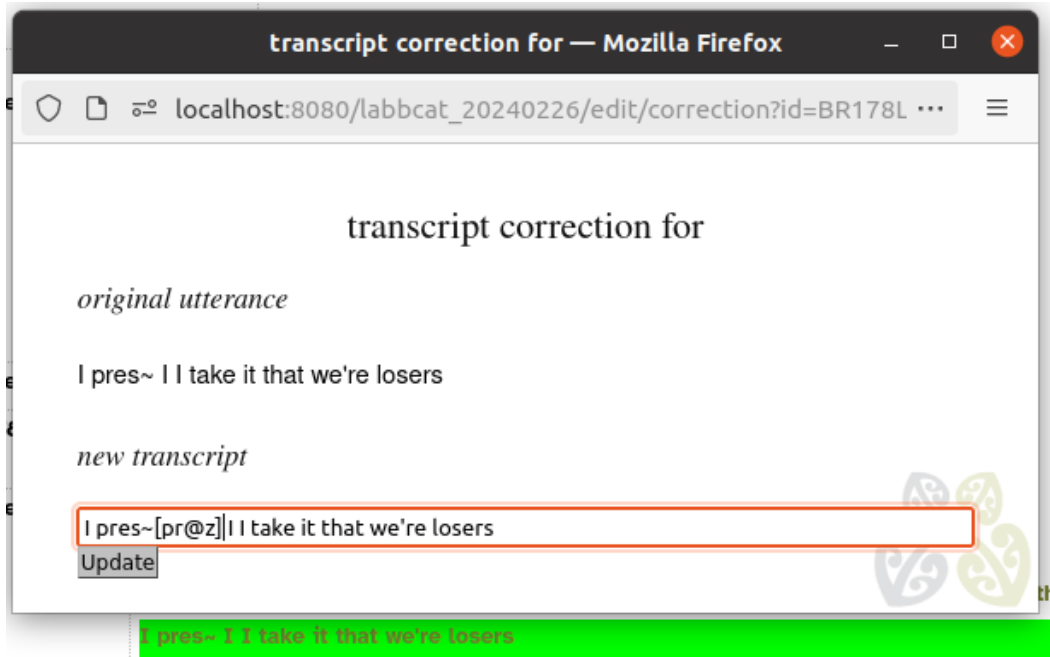 transcript correction for — Mozilla Firefox
localhost:8080/labbcat_20240226/edit/correction?id=BR178L
transcript correction for
original utterance
I pres~ I I take it that we're losers
new transcript
I pres~[pr@z] I I take it that we're losers
Update
I pres~ I I take it that we're losers